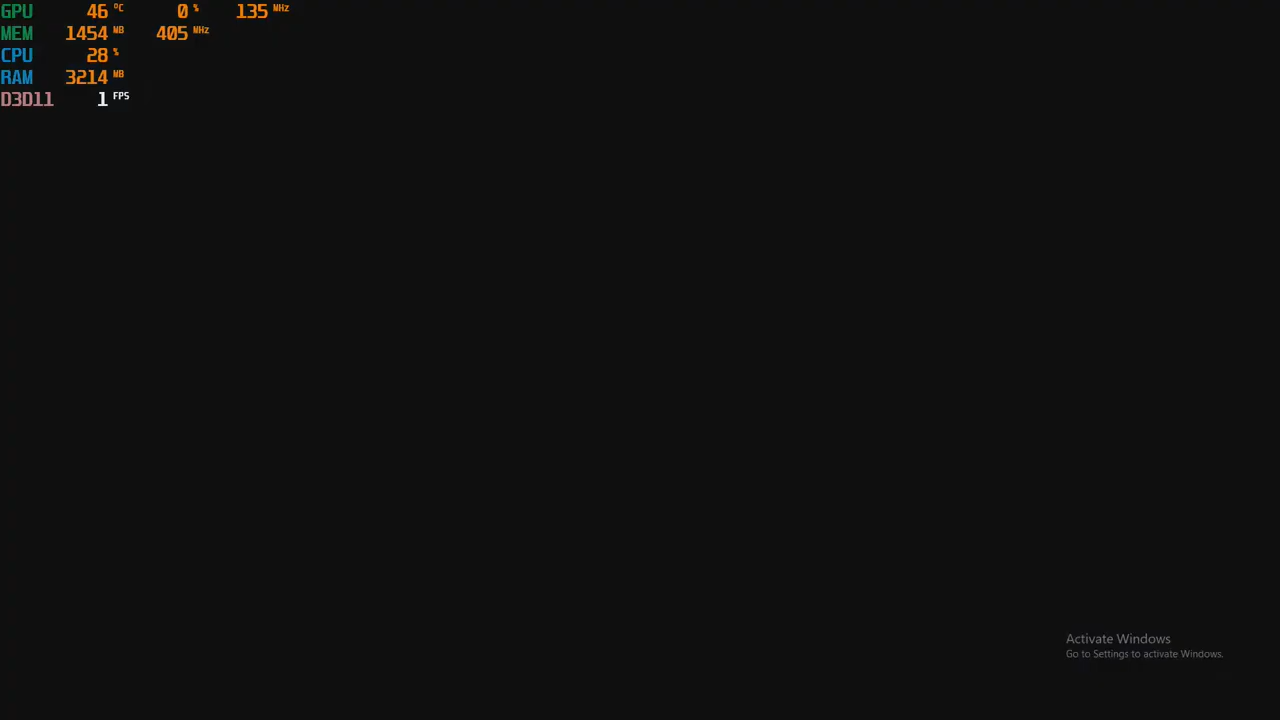 GPU 46 °C 0 % 135 MHz
MEM 1454 MB 405 MHz
CPU 28 %
RAM 3214 MB
D3D11 1 FPS
Activate Windows
Go to Settings to activate Windows.